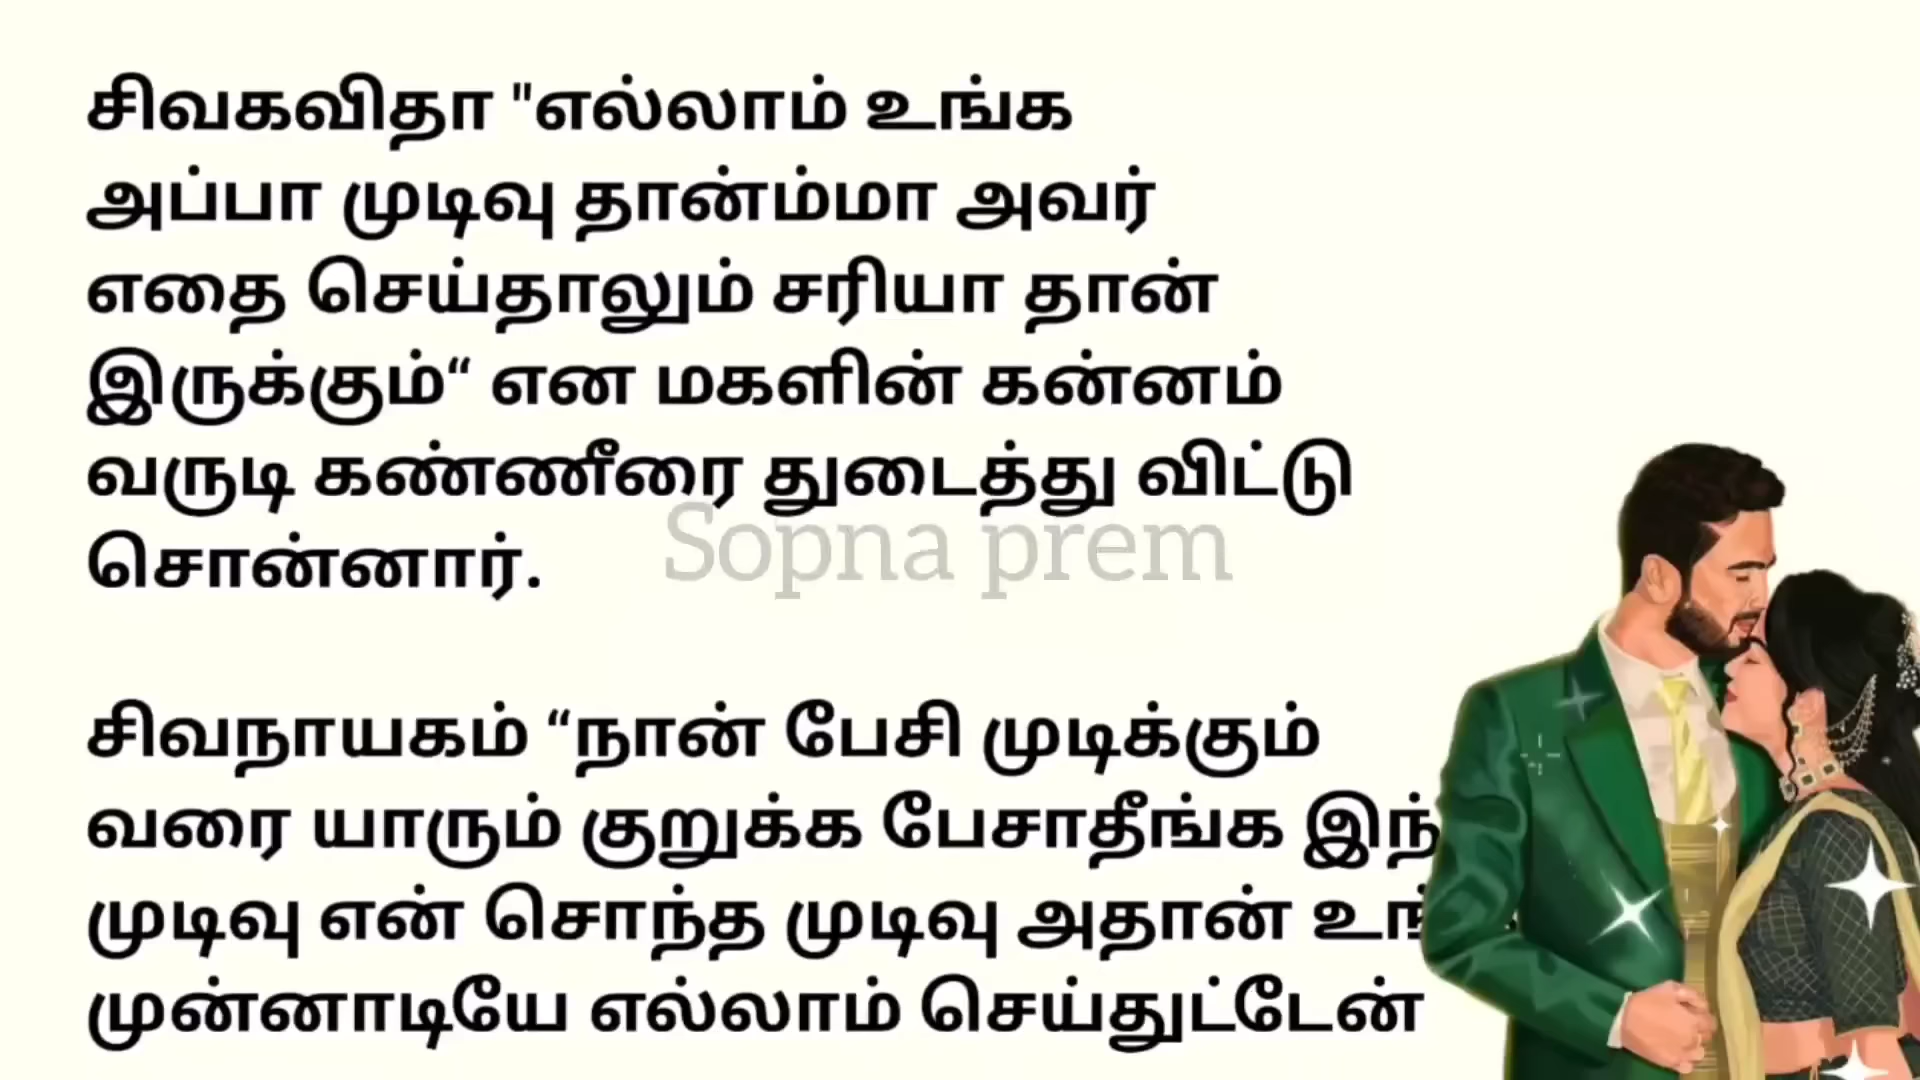 சிவகவிதா "எல்லாம் உங்க
அப்பா முடிவு தான்ம்மா அவர்
எதை செய்தாலும் சரியா தான்
இருக்கும்“ என மகளின் கன்னம்
வருடி கண்ணீரை துடைத்து விட்டு
சொன்னார்.
Sopna prem
சிவநாயகம் “நான் பேசி முடிக்கும்
வரை யாரும் குறுக்க பேசாதீங்க
முடிவு என் சொந்த முடிவு அதான்
முன்னாடியே எல்லாம் செய்துட்டேன்